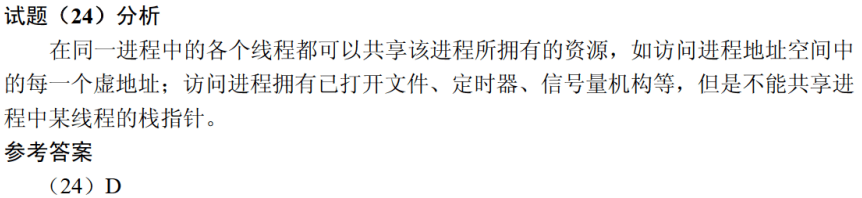 试题（24）分析
在同一进程中的各个线程都可以共享该进程所拥有的资源，如访问进程地址空间中
的每一个虚地址；访问进程拥有已打开文件、定时器、信号量机构等，但是不能共享进
程中某线程的栈指针。
参考答案
（24）D